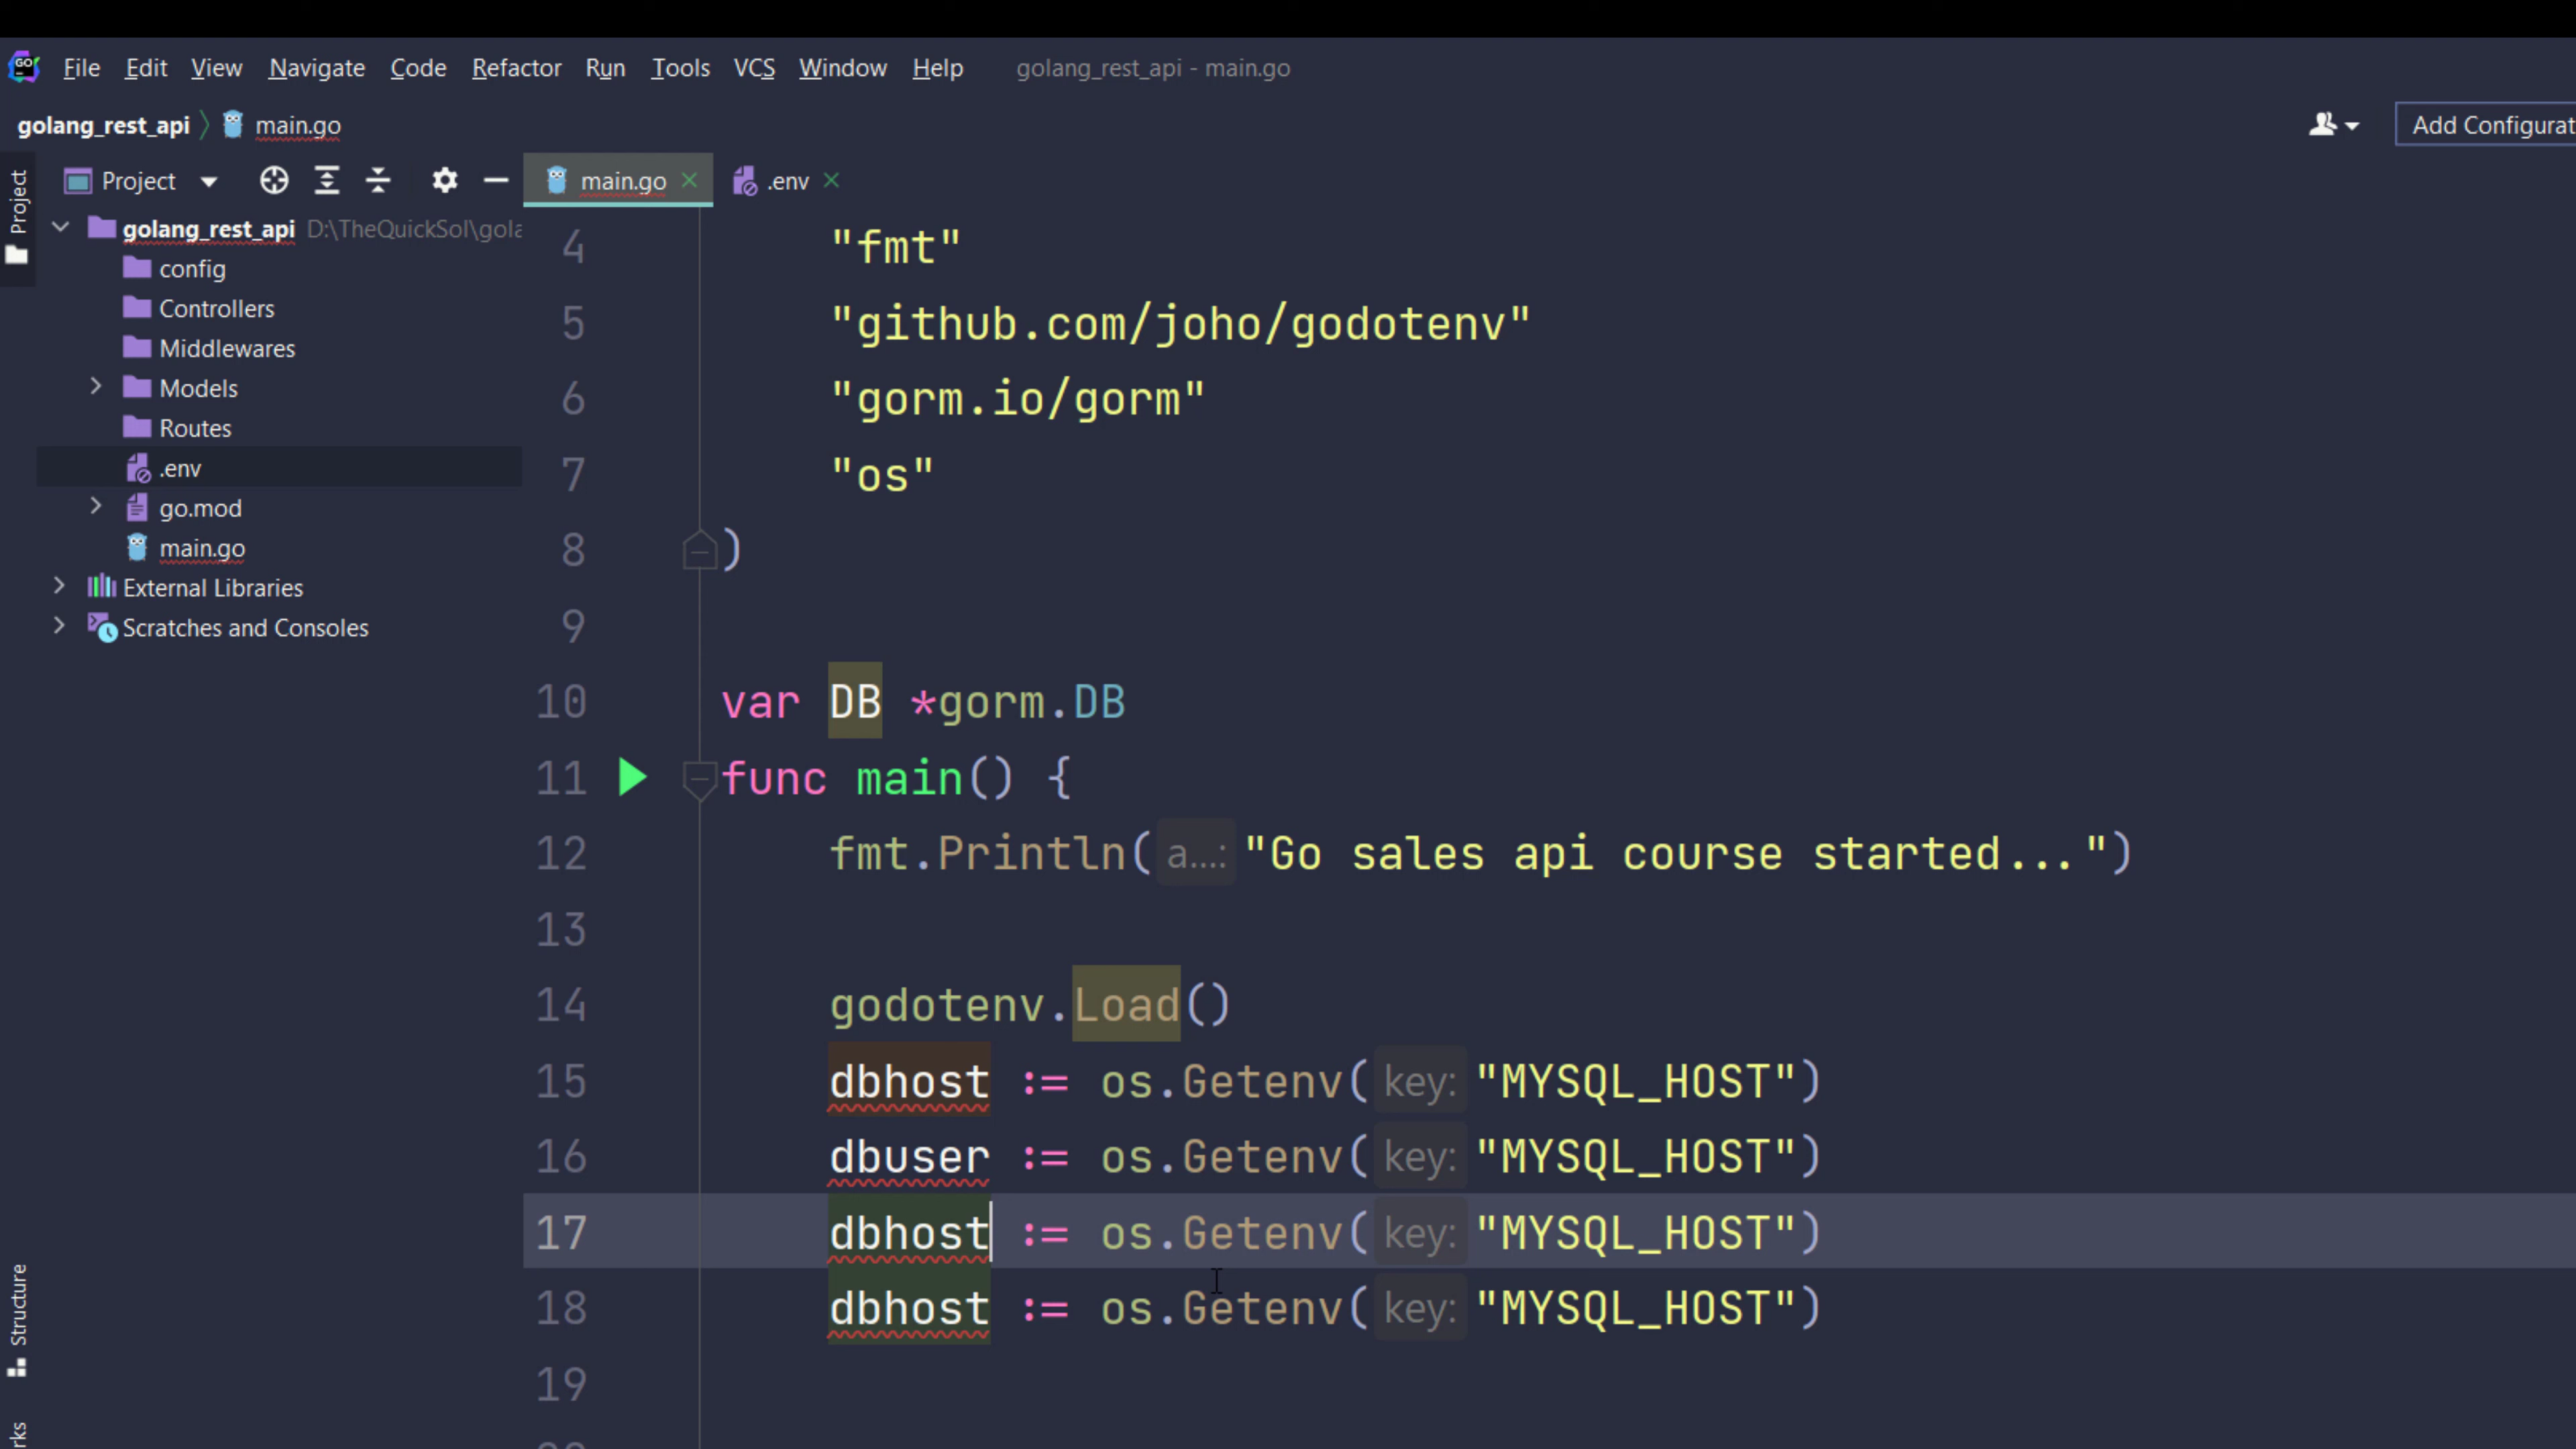 GO
File Edit View Navigate Code Refactor Run Tools VCS Window Help golang_rest_api - main.go
golang_rest_api main.go
Add Configurat
Project
Project
main.go
.env
golang_rest_api D:\TheQuickSol\gola
config
Controllers
Middlewares
Models
Routes
.env
go.mod
main.go
External Libraries
Scratches and Consoles
Structure
rks
4 "fmt"
5 "github.com/joho/godotenv"
6 "gorm.io/gorm"
7 "os"
8 )
9
10 var DB *gorm.DB
11 func main() {
12 fmt.Println( a...: "Go sales api course started...")
13
14 godotenv.Load()
15 dbhost := os.Getenv( key: "MYSQL_HOST")
16 dbuser := os.Getenv( key: "MYSQL_HOST")
17 dbhost := os.Getenv( key: "MYSQL_HOST")
18 dbhost := os.Getenv( key: "MYSQL_HOST")
19